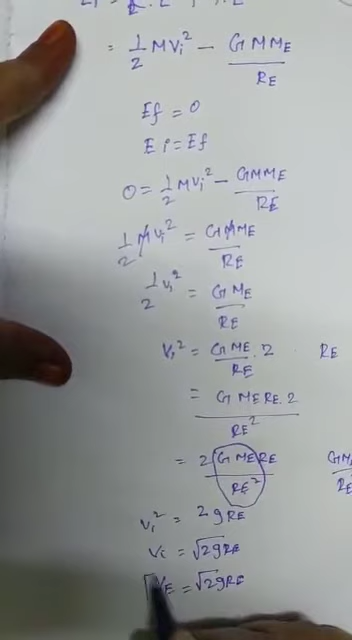 = 1/2 MVi² - GMME/RE
Ef = 0
Ei = Ef
0 = 1/2 MVi² - GMME/RE
1/2 MVi² = GMME/RE
1/2 Vi² = GME/RE
Vi² = GME/RE . 2 RE
= GMERE.2/RE²
= 2 GMERE/RE²
Vi² = 2gRE
Vi = √2gRE
VE = √2gRE